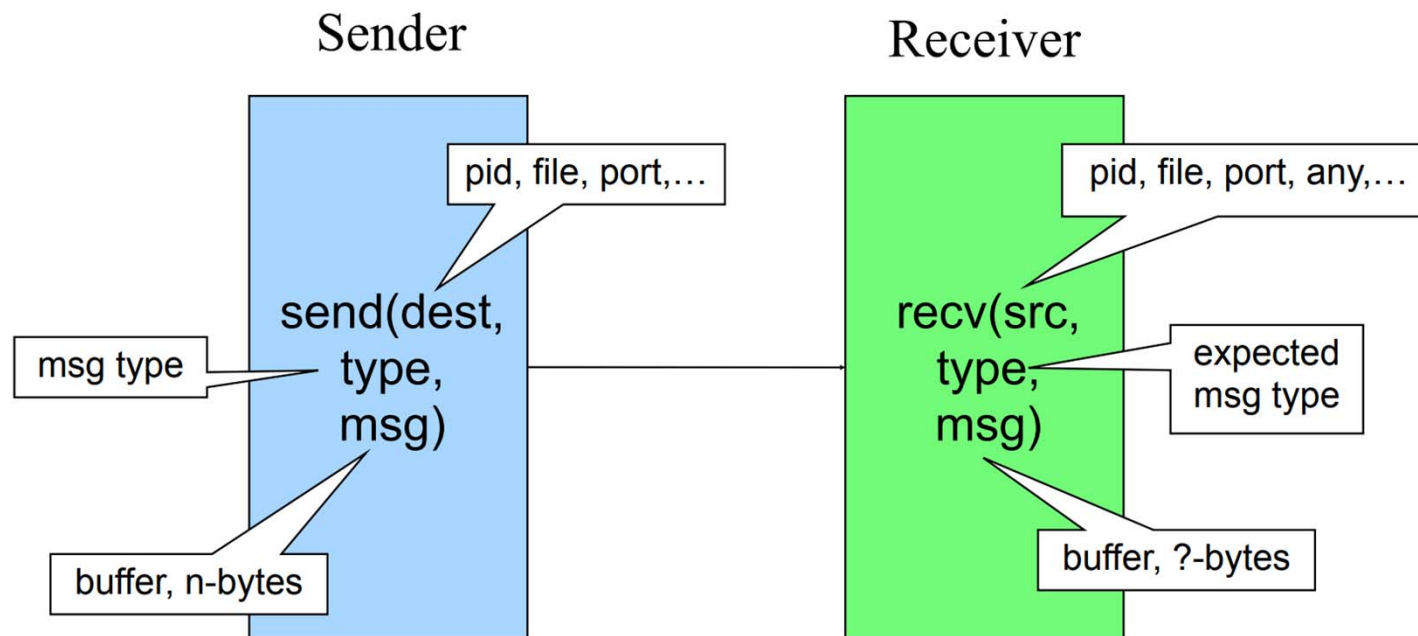 Sender
Receiver
pid, file, port,…
pid, file, port, any,…
send(dest,
type,
msg)
recv(src,
type,
msg)
msg type
expected
msg type
buffer, n-bytes
buffer, ?-bytes